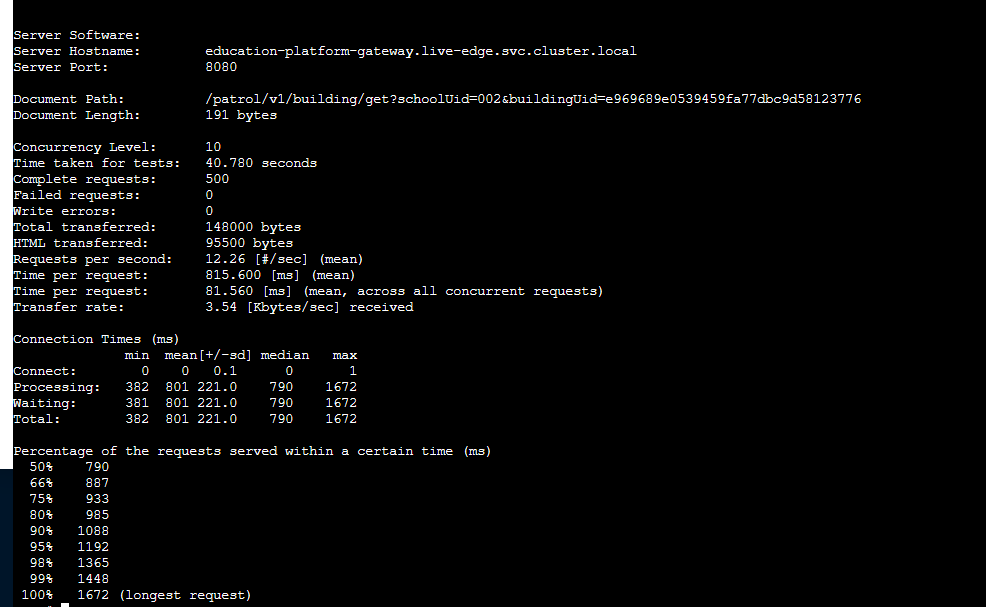 Server Software:
Server Hostname:        education-platform-gateway.live-edge.svc.cluster.local
Server Port:            8080
Document Path:          /patrol/v1/building/get?schoolUid=002&buildingUid=e969689e0539459fa77dbc9d58123776
Document Length:        191 bytes
Concurrency Level:      10
Time taken for tests:   40.780 seconds
Complete requests:      500
Failed requests:        0
Write errors:           0
Total transferred:      148000 bytes
HTML transferred:       95500 bytes
Requests per second:    12.26 [#/sec] (mean)
Time per request:       815.600 [ms] (mean)
Time per request:       81.560 [ms] (mean, across all concurrent requests)
Transfer rate:          3.54 [Kbytes/sec] received
Connection Times (ms)
              min  mean[+/-sd] median   max
Connect:        0    0   0.1      0       1
Processing:   382  801 221.0    790    1672
Waiting:      381  801 221.0    790    1672
Total:        382  801 221.0    790    1672
Percentage of the requests served within a certain time (ms)
  50%    790
  66%    887
  75%    933
  80%    985
  90%   1088
  95%   1192
  98%   1365
  99%   1448
 100%   1672 (longest request)